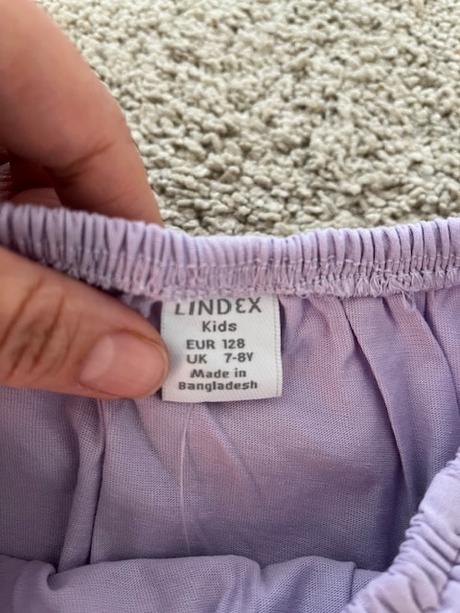 LINDEX
Kids
EUR 128
UK 7-8Y
Made in
Bangladesh